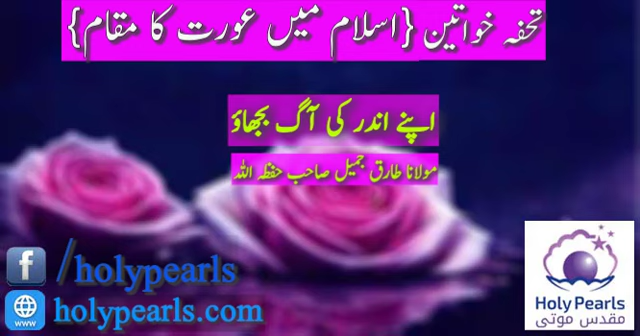 تحفہ خواتین {اسلام میں عورت کا مقام}
اپنے اندر کی آگ بجھاؤ
مولانا طارق جمیل صاحب حفظہ اللہ
f /holypearls
www holypearls.com
Holy Pearls
مقدس موتی